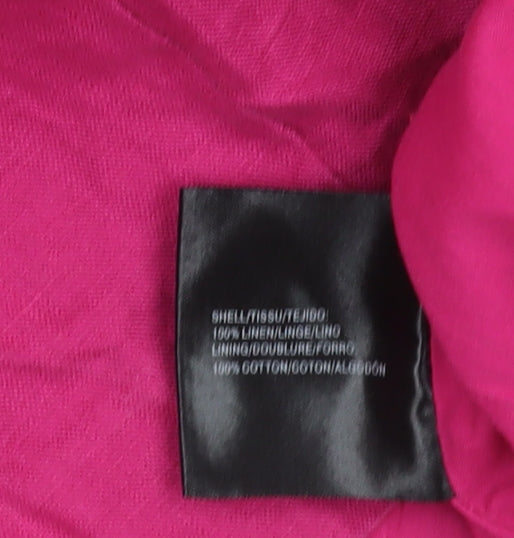 SHELL/TISSU/TEJIDO:
100% LINEN/LINGE/LINO
LINING/DOUBLURE/FORRO
100% COTTON/COTON/ALGODÓN